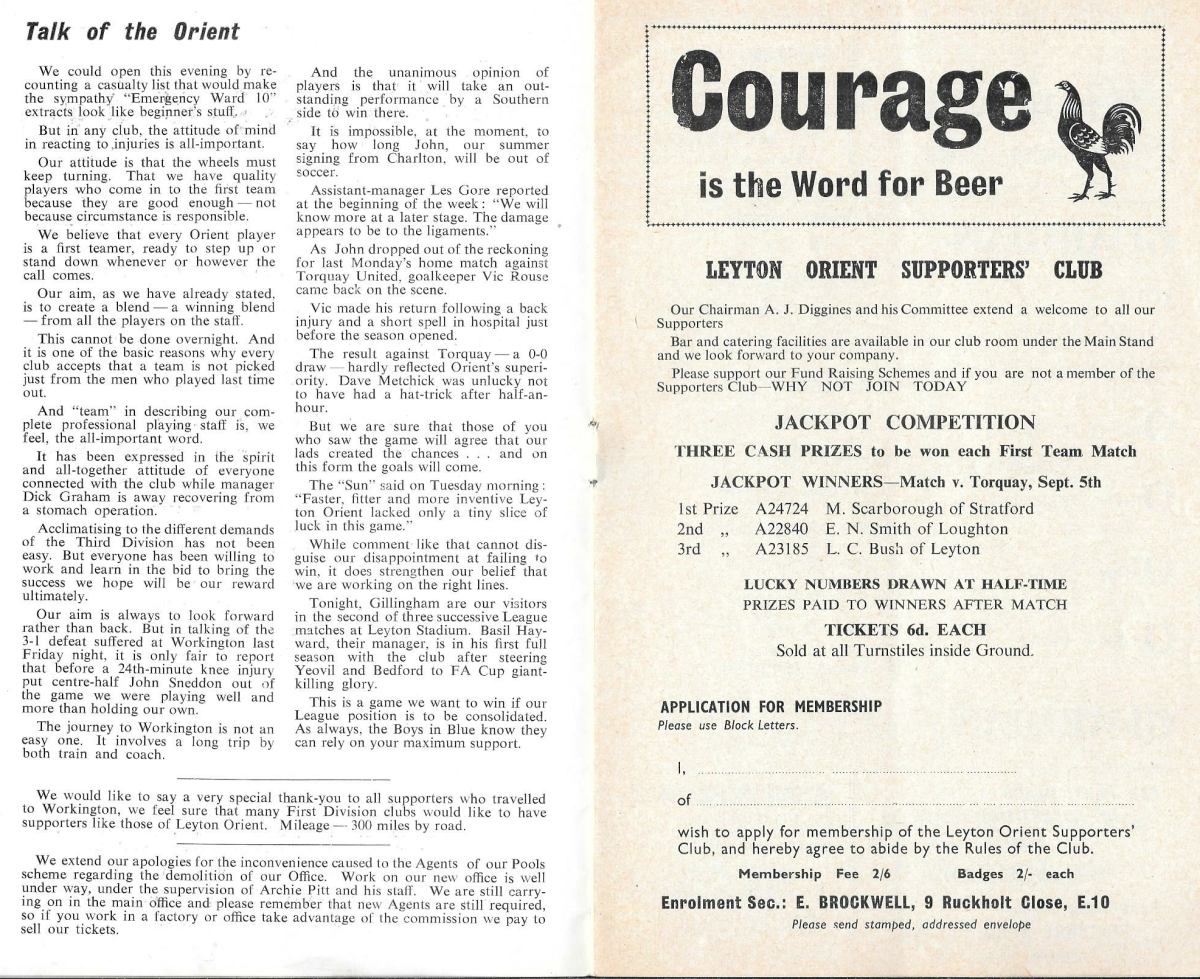 Talk of the Orient
We could open this evening by re-
counting a casualty list that would make
the sympathy "Emergency Ward 10"
extracts look like beginner's stuff.
But in any club, the attitude of mind
in reacting to injuries is all-important.
Our attitude is that the wheels must
keep turning. That we have quality
players who come in to the first team
because they are good enough — not
because circumstance is responsible.
We believe that every Orient player
is a first teamer, ready to step up or
stand down whenever or however the
call comes.
Our aim, as we have already stated,
is to create a blend — a winning blend
— from all the players on the staff.
This cannot be done overnight. And
it is one of the basic reasons why every
club accepts that a team is not picked
just from the men who played last time
out.
And "team" in describing our com-
plete professional playing staff is, we
feel, the all-important word.
It has been expressed in the spirit
and all-together attitude of everyone
connected with the club while manager
Dick Graham is away recovering from
a stomach operation.
Acclimatising to the different demands
of the Third Division has not been
easy. But everyone has been willing to
work and learn in the bid to bring the
success we hope will be our reward
ultimately.
Our aim is always to look forward
rather than back. But in talking of the
3-1 defeat suffered at Workington last
Friday night, it is only fair to report
that before a 24th-minute knee injury
put centre-half John Sneddon out of
the game we were playing well and
more than holding our own.
The journey to Workington is not an
easy one. It involves a long trip by
both train and coach.
And the unanimous opinion of
players is that it will take an out-
standing performance by a Southern
side to win there.
It is impossible, at the moment, to
say how long John, our summer
signing from Charlton, will be out of
soccer.
Assistant-manager Les Gore reported
at the beginning of the week: "We will
know more at a later stage. The damage
appears to be to the ligaments."
As John dropped out of the reckoning
for last Monday's home match against
Torquay United, goalkeeper Vic Rouse
came back on the scene.
Vic made his return following a back
injury and a short spell in hospital just
before the season opened.
The result against Torquay — a 0-0
draw — hardly reflected Orient's superi-
ority. Dave Metchick was unlucky not
to have had a hat-trick after half-an-
hour.
But we are sure that those of you
who saw the game will agree that our
lads created the chances . . . and on
this form the goals will come.
The "Sun" said on Tuesday morning:
"Faster, fitter and more inventive Ley-
ton Orient lacked only a tiny slice of
luck in this game."
While comment like that cannot dis-
guise our disappointment at failing to
win, it does strengthen our belief that
we are working on the right lines.
Tonight, Gillingham are our visitors
in the second of three successive League
matches at Leyton Stadium. Basil Hay-
ward, their manager, is in his first full
season with the club after steering
Yeovil and Bedford to FA Cup giant-
killing glory.
This is a game we want to win if our
League position is to be consolidated.
As always, the Boys in Blue know they
can rely on your maximum support.
We would like to say a very special thank-you to all supporters who travelled
to Workington, we feel sure that many First Division clubs would like to have
supporters like those of Leyton Orient. Mileage — 300 miles by road.
We extend our apologies for the inconvenience caused to the Agents of our Pools
scheme regarding the demolition of our Office. Work on our new office is well
under way, under the supervision of Archie Pitt and his staff. We are still carry-
ing on in the main office and please remember that new Agents are still required,
so if you work in a factory or office take advantage of the commission we pay to
sell our tickets.
Courage
is the Word for Beer
LEYTON ORIENT SUPPORTERS' CLUB
Our Chairman A. J. Diggines and his Committee extend a welcome to all our
Supporters
Bar and catering facilities are available in our club room under the Main Stand
and we look forward to your company.
Please support our Fund Raising Schemes and if you are not a member of the
Supporters Club—WHY NOT JOIN TODAY
JACKPOT COMPETITION
THREE CASH PRIZES to be won each First Team Match
JACKPOT WINNERS—Match v. Torquay, Sept. 5th
1st Prize A24724 M. Scarborough of Stratford
2nd ,, A22840 E. N. Smith of Loughton
3rd ,, A23185 L. C. Bush of Leyton
LUCKY NUMBERS DRAWN AT HALF-TIME
PRIZES PAID TO WINNERS AFTER MATCH
TICKETS 6d. EACH
Sold at all Turnstiles inside Ground.
APPLICATION FOR MEMBERSHIP
Please use Block Letters.
I,
of
wish to apply for membership of the Leyton Orient Supporters'
Club, and hereby agree to abide by the Rules of the Club.
Membership Fee 2/6 Badges 2/- each
Enrolment Sec.: E. BROCKWELL, 9 Ruckholt Close, E.10
Please send stamped, addressed envelope